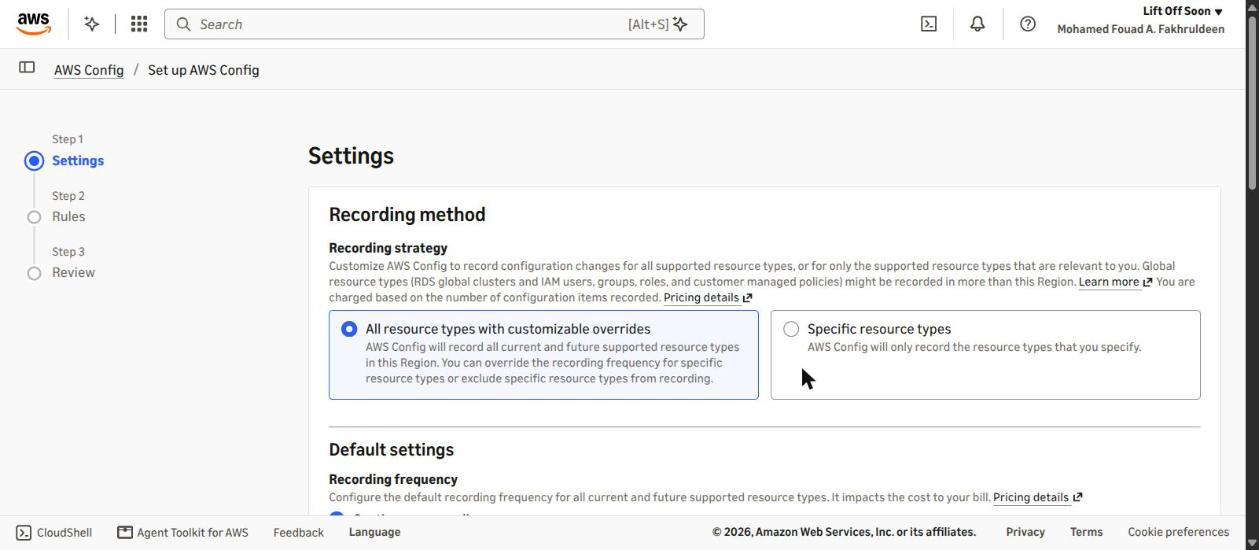 aws
Search [Alt+S]
Lift Off Soon
Mohamed Fouad A. Fakhruldeen
AWS Config / Set up AWS Config
Step 1
Settings
Step 2
Rules
Step 3
Review
Settings
Recording method
Recording strategy
Customize AWS Config to record configuration changes for all supported resource types, or for only the supported resource types that are relevant to you. Global
resource types (RDS global clusters and IAM users, groups, roles, and customer managed policies) might be recorded in more than this Region. Learn more You are
charged based on the number of configuration items recorded. Pricing details
All resource types with customizable overrides
AWS Config will record all current and future supported resource types
in this Region. You can override the recording frequency for specific
resource types or exclude specific resource types from recording.
Specific resource types
AWS Config will only record the resource types that you specify.
Default settings
Recording frequency
Configure the default recording frequency for all current and future supported resource types. It impacts the cost to your bill. Pricing details
CloudShell Agent Toolkit for AWS Feedback Language © 2026, Amazon Web Services, Inc. or its affiliates. Privacy Terms Cookie preferences